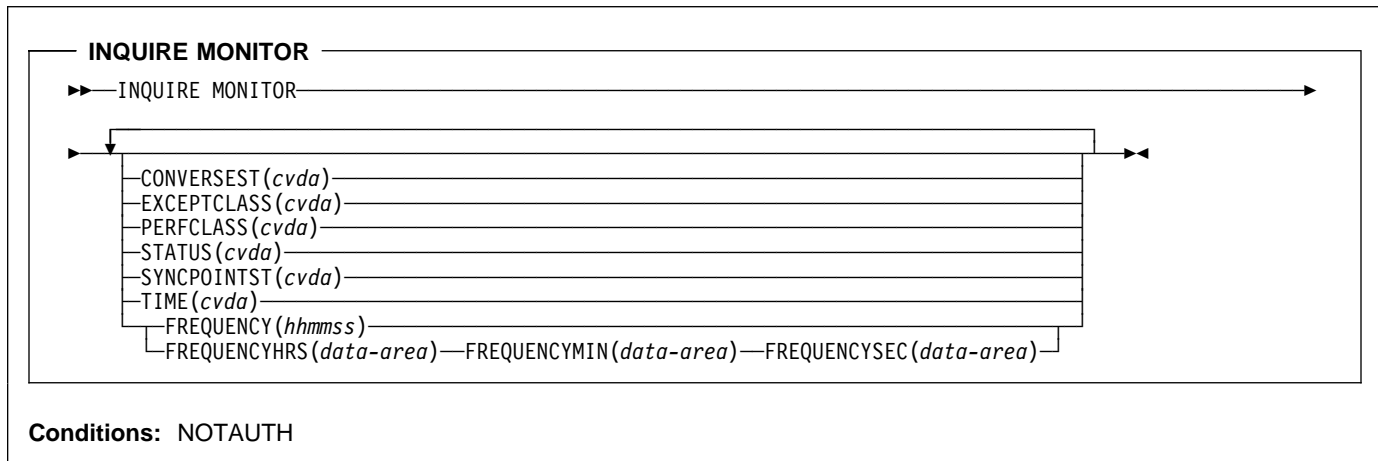 INQUIRE MONITOR
INQUIRE MONITOR
CONVERSEST(cvda)
EXCEPTCLASS(cvda)
PERFCLASS(cvda)
STATUS(cvda)
SYNCPOINTST(cvda)
TIME(cvda)
FREQUENCY(hhmmss)
FREQUENCYHRS(data-area) FREQUENCYMIN(data-area) FREQUENCYSEC(data-area)
Conditions: NOTAUTH